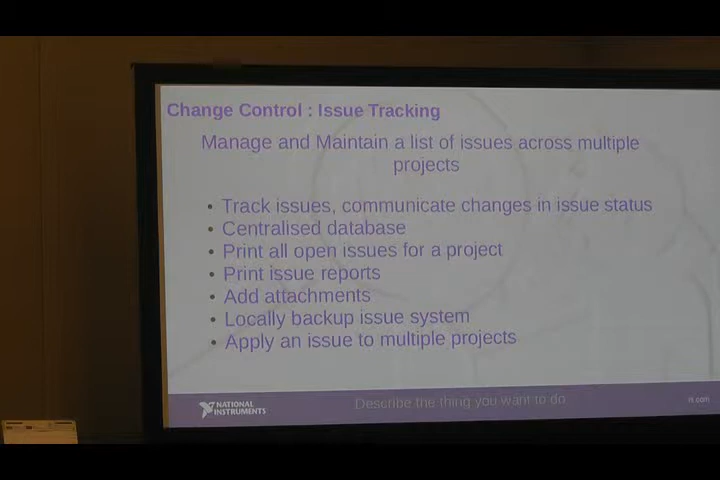 Change Control : Issue Tracking
Manage and Maintain a list of issues across multiple
projects
• Track issues, communicate changes in issue status
• Centralised database
• Print all open issues for a project
• Print issue reports
• Add attachments
• Locally backup issue system
• Apply an issue to multiple projects
NATIONAL
INSTRUMENTS
Describe the thing you want to do
ni.com